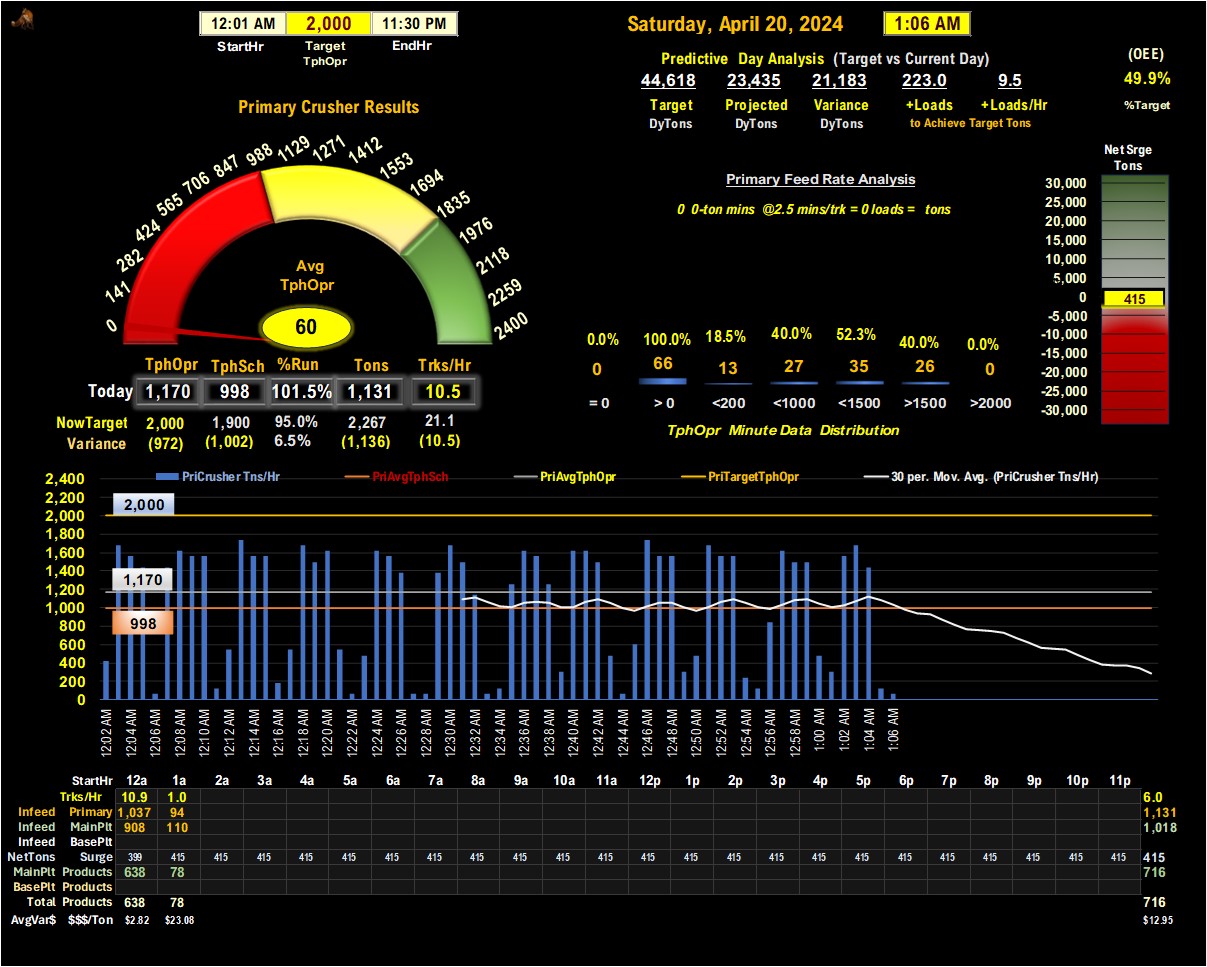 12:01 AM 2,000 11:30 PM
StartHr Target TphOpr EndHr
Saturday, April 20, 2024 1:06 AM
Predictive Day Analysis (Target vs Current Day)
44,618 23,435 21,183 223.0 9.5
Target Projected Variance +Loads +Loads/Hr
DyTons DyTons DyTons to Achieve Target Tons
(OEE)
49.9%
%Target
Primary Crusher Results
0 141 282 424 565 706 847 988 1129 1271 1412 1553 1694 1835 1976 2118 2259 2400
Avg
TphOpr
60
TphOpr TphSch %Run Tons Trks/Hr
Today 1,170 998 101.5% 1,131 10.5
NowTarget 2,000 1,900 95.0% 2,267 21.1
Variance (972) (1,002) 6.5% (1,136) (10.5)
Primary Feed Rate Analysis
0 0-ton mins @2.5 mins/trk = 0 loads = tons
0.0% 100.0% 18.5% 40.0% 52.3% 40.0% 0.0%
0 66 13 27 35 26 0
= 0 > 0 <200 <1000 <1500 >1500 >2000
TphOpr Minute Data Distribution
Net Srge
Tons
30,000
25,000
20,000
15,000
10,000
5,000
0 415
-5,000
-10,000
-15,000
-20,000
-25,000
-30,000
PriCrusher Tns/Hr PriAvgTphSch PriAvgTphOpr PriTargetTphOpr 30 per. Mov. Avg. (PriCrusher Tns/Hr)
2,400
2,200
2,000
1,800
1,600
1,400
1,200
1,000
800
600
400
200
0
2,000
1,170
998
12:02 AM 12:04 AM 12:06 AM 12:08 AM 12:10 AM 12:12 AM 12:14 AM 12:16 AM 12:18 AM 12:20 AM 12:22 AM 12:24 AM 12:26 AM 12:28 AM 12:30 AM 12:32 AM 12:34 AM 12:36 AM 12:38 AM 12:40 AM 12:42 AM 12:44 AM 12:46 AM 12:48 AM 12:50 AM 12:52 AM 12:54 AM 12:56 AM 12:58 AM 1:00 AM 1:02 AM 1:04 AM 1:06 AM
StartHr 12a 1a 2a 3a 4a 5a 6a 7a 8a 9a 10a 11a 12p 1p 2p 3p 4p 5p 6p 7p 8p 9p 10p 11p
Trks/Hr 10.9 1.0 6.0
Infeed Primary 1,037 94 1,131
Infeed MainPlt 908 110 1,018
Infeed BasePlt
NetTons Surge 399 415 415 415 415 415 415 415 415 415 415 415 415 415 415 415 415 415 415 415 415 415 415 415 415
MainPlt Products 638 78 716
BasePlt Products
Total Products 638 78 716
AvgVar$ $$$/Ton $2.82 $23.08 $12.95